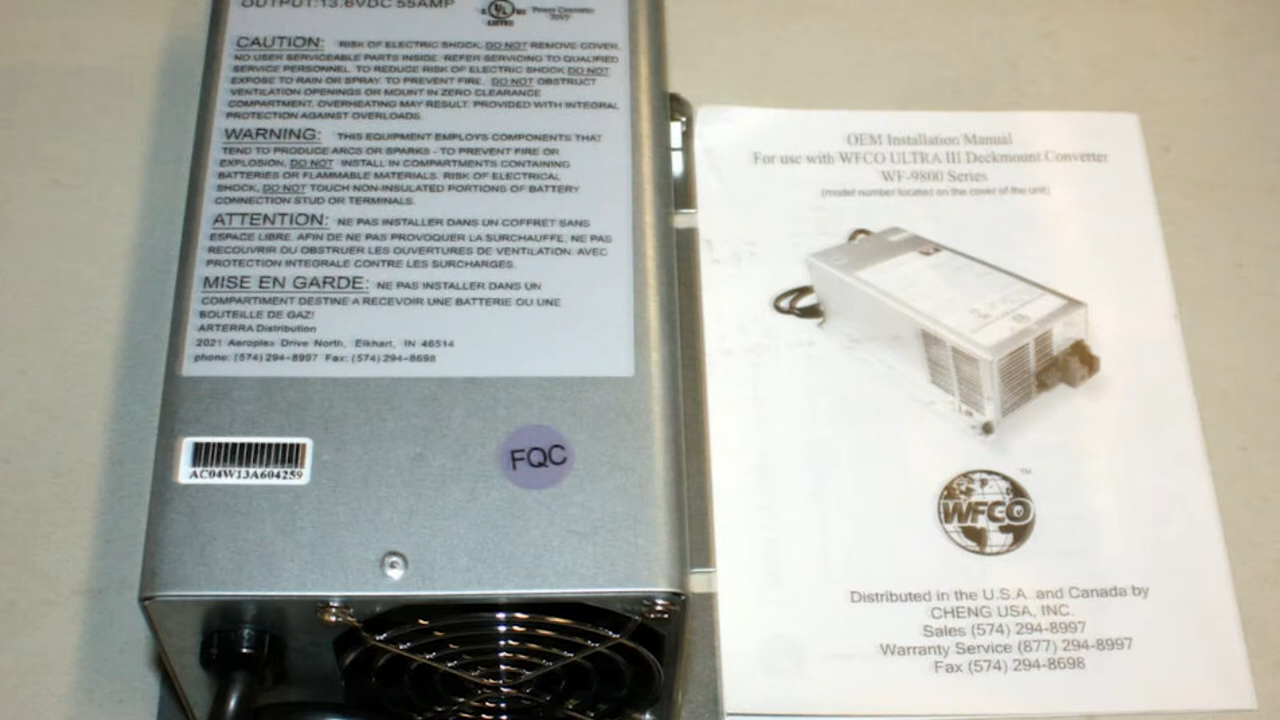 OUTPUT:13.6VDC 55AMP
UL
LISTED
Power Converter
CAUTION: RISK OF ELECTRIC SHOCK, DO NOT REMOVE COVER,
NO USER SERVICEABLE PARTS INSIDE. REFER SERVICING TO QUALIFIED
SERVICE PERSONNEL. TO REDUCE RISK OF ELECTRIC SHOCK DO NOT
EXPOSE TO RAIN OR SPRAY. TO PREVENT FIRE, DO NOT OBSTRUCT
VENTILATION OPENINGS OR MOUNT IN ZERO CLEARANCE
COMPARTMENT. OVERHEATING MAY RESULT. PROVIDED WITH INTEGRAL
PROTECTION AGAINST OVERLOADS.
WARNING: THIS EQUIPMENT EMPLOYS COMPONENTS THAT
TEND TO PRODUCE ARCS OR SPARKS - TO PREVENT FIRE OR
EXPLOSION, DO NOT INSTALL IN COMPARTMENTS CONTAINING
BATTERIES OR FLAMMABLE MATERIALS. RISK OF ELECTRICAL
SHOCK, DO NOT TOUCH NON-INSULATED PORTIONS OF BATTERY
CONNECTION STUD OR TERMINALS.
ATTENTION: NE PAS INSTALLER DANS UN COFFRET SANS
ESPACE LIBRE. AFIN DE NE PAS PROVOQUER LA SURCHAUFFE, NE PAS
RECOUVRIR OU OBSTRUER LES OUVERTURES DE VENTILATION. AVEC
PROTECTION INTEGRALE CONTRE LES SURCHARGES.
MISE EN GARDE: NE PAS INSTALLER DANS UN
COMPARTIMENT DESTINE A RECEVOIR UNE BATTERIE OU UNE
BOUTEILLE DE GAZ!
ARTERRA Distribution
2021 Aeroplex Drive North, Elkhart, IN 46514
phone: (574) 294-8997 Fax: (574) 294-8698
AC04W13A604259
FQC
OEM Installation Manual
For use with WFCO ULTRA III Deckmount Converter
WF-9800 Series
(model number located on the cover of the unit)
WFCO
TM
Distributed in the U.S.A. and Canada by
CHENG USA, INC.
Sales (574) 294-8997
Warranty Service (877) 294-8997
Fax (574) 294-8698